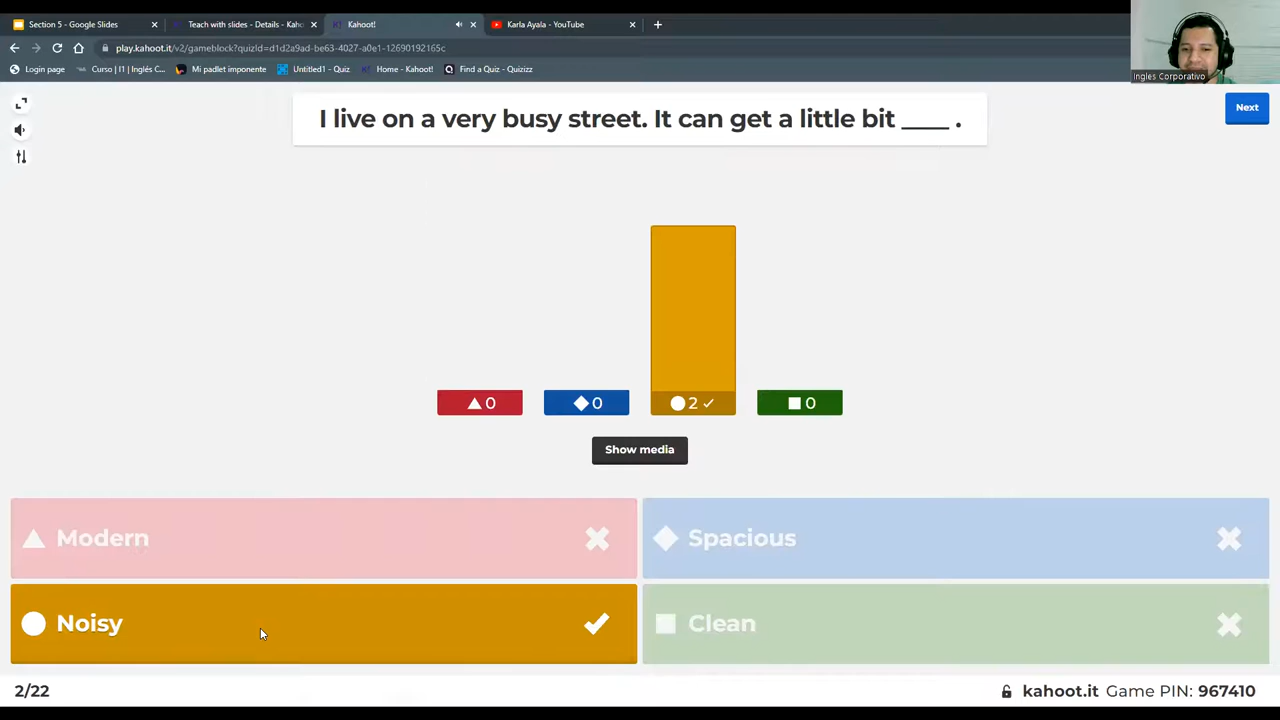 Section 5 - Google Slides
Teach with slides - Details - Kaho
Kahoot!
Karla Ayala - YouTube
play.kahoot.it/v2/gameblock?quizId=d1d2a9ad-be63-4027-a0e1-12690192165c
Login page
Curso | I1 | Inglés C...
Mi padlet imponente
Untitled1 - Quiz
Home - Kahoot!
Find a Quiz - Quizizz
Ingles Corporativo
I live on a very busy street. It can get a little bit ____ .
Next
0
0
2
0
Show media
Modern
Spacious
Noisy
Clean
2/22
kahoot.it Game PIN: 967410